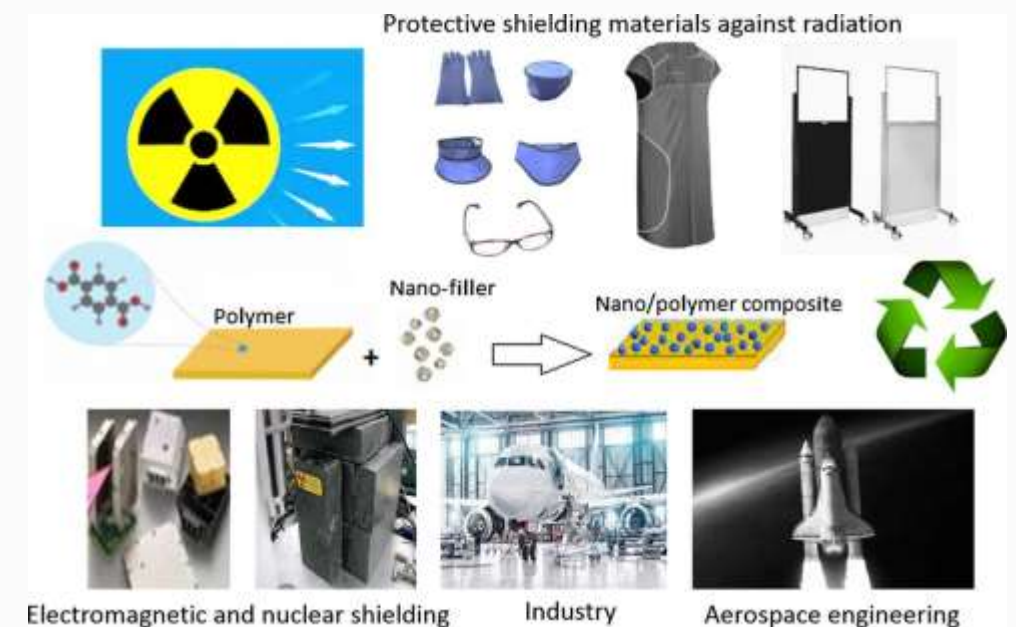 Protective shielding materials against radiation
Nano-filler
Polymer
Nano/polymer composite
+
Electromagnetic and nuclear shielding
Industry
Aerospace engineering